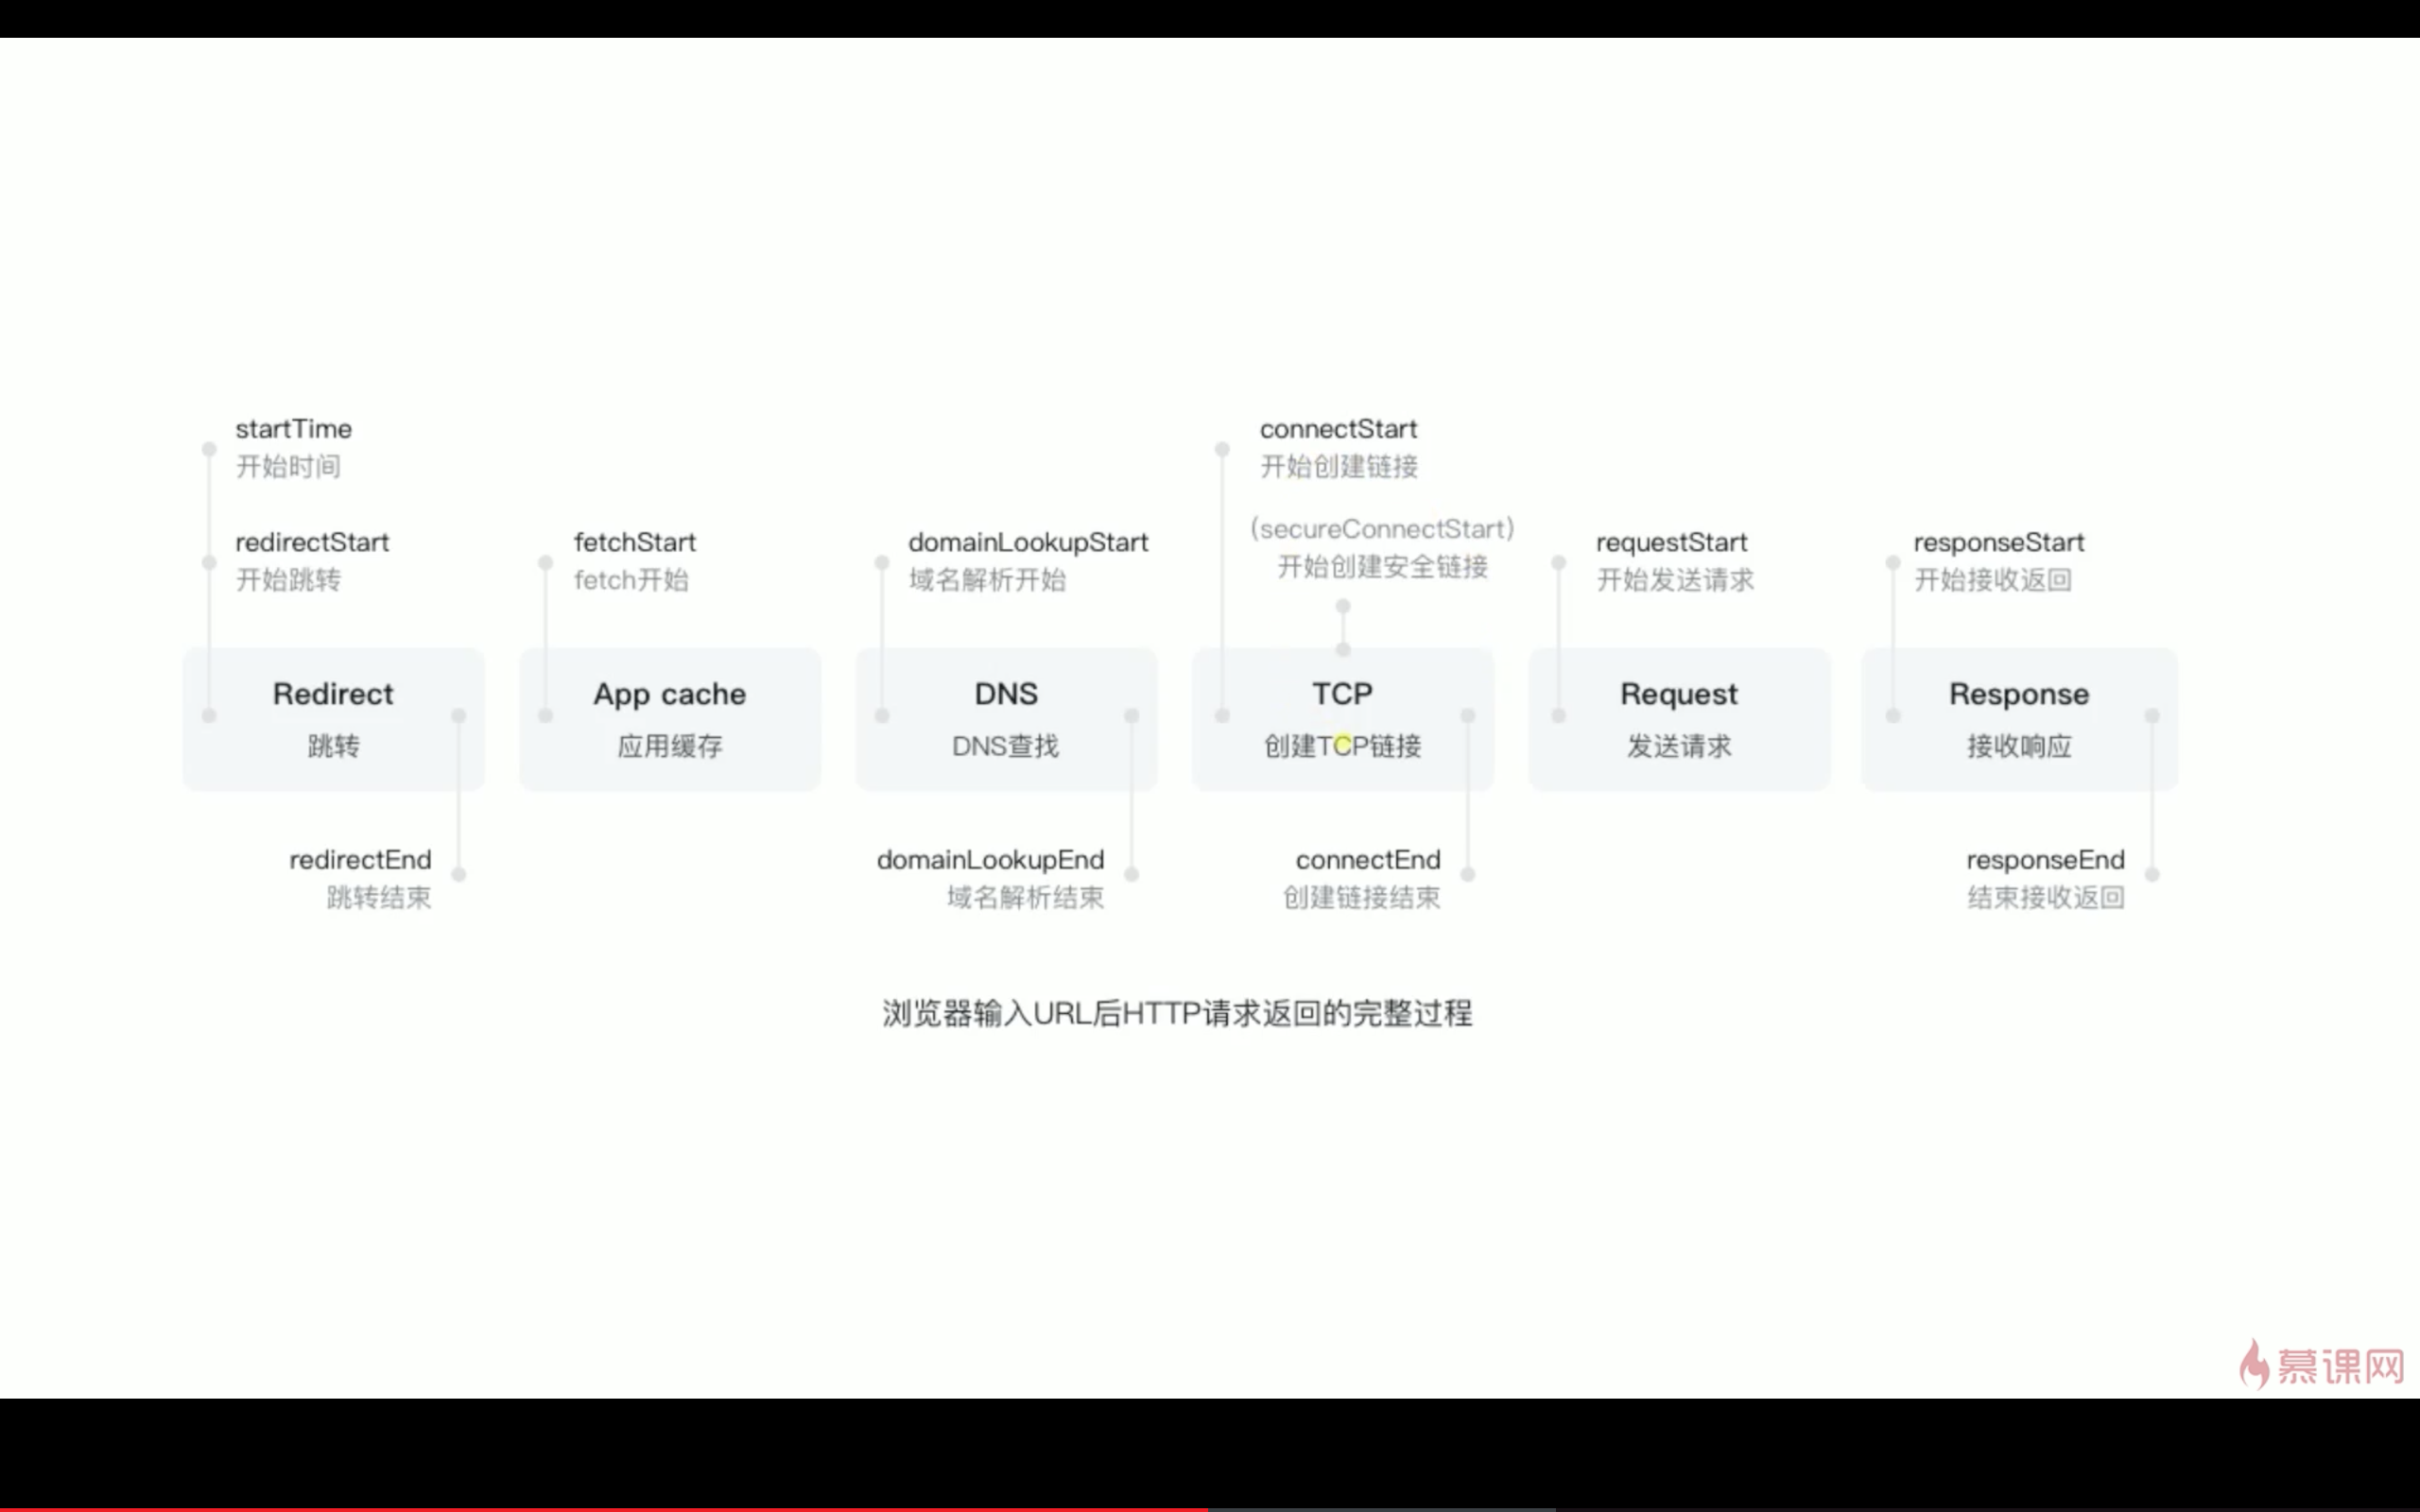 startTime
开始时间
redirectStart
开始跳转
fetchStart
fetch开始
domainLookupStart
域名解析开始
connectStart
开始创建链接
(secureConnectStart)
开始创建安全链接
requestStart
开始发送请求
responseStart
开始接收返回
Redirect
跳转
App cache
应用缓存
DNS
DNS查找
TCP
创建TCP链接
Request
发送请求
Response
接收响应
redirectEnd
跳转结束
domainLookupEnd
域名解析结束
connectEnd
创建链接结束
responseEnd
结束接收返回
浏览器输入URL后HTTP请求返回的完整过程
慕课网